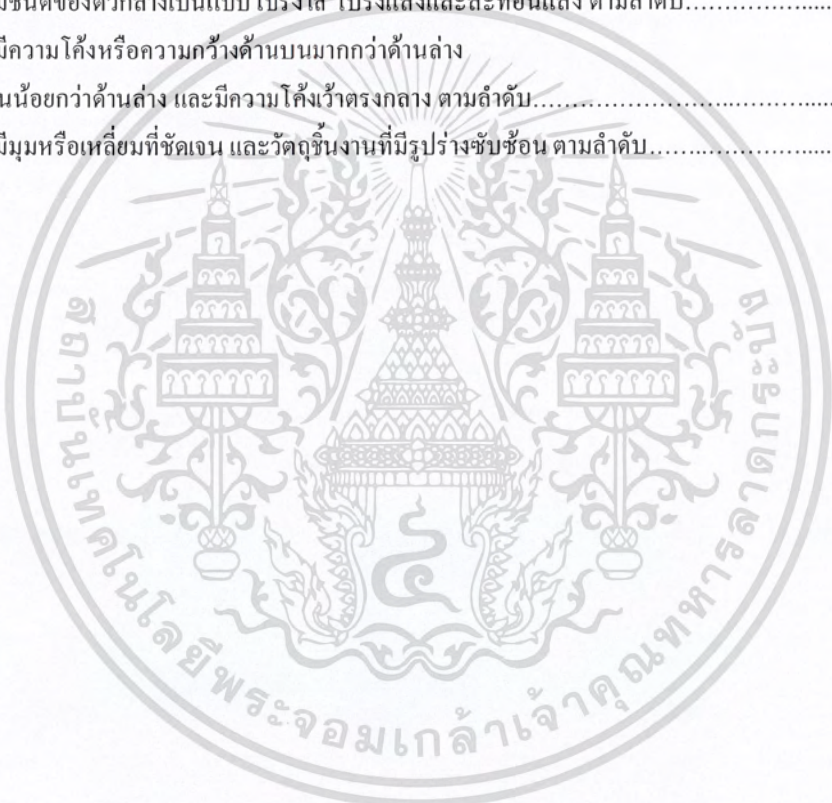 มีชนิดของตัวกลางเป็นแบบ โปร่งใส โปร่งแสงและสะท้อนแสง ตามลำดับ……………....
มีความโค้งหรือความกว้างด้านบนมากกว่าด้านล่าง
นน้อยกว่าด้านล่าง และมีความโค้งเว้าตรงกลาง ตามลำดับ……………………..…………....
มีมุมหรือเหลี่ยมที่ชัดเจน และวัตถุชิ้นงานที่มีรูปร่างซับซ้อน ตามลำดับ……..……………....
สถาบันเทคโนโลยีพระจอมเกล้าเจ้าคุณทหารลาดกระบัง
๔